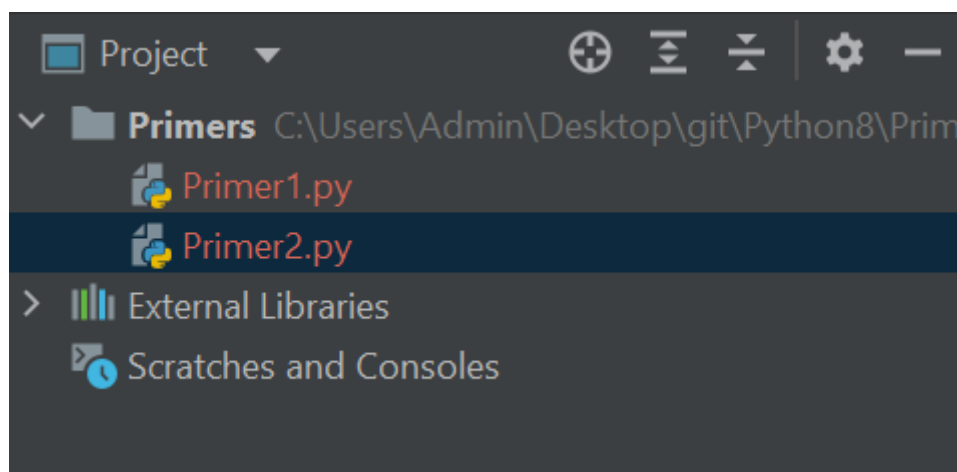 Project
Primers C:\Users\Admin\Desktop\git\Python8\Prim
Primer1.py
Primer2.py
External Libraries
Scratches and Consoles